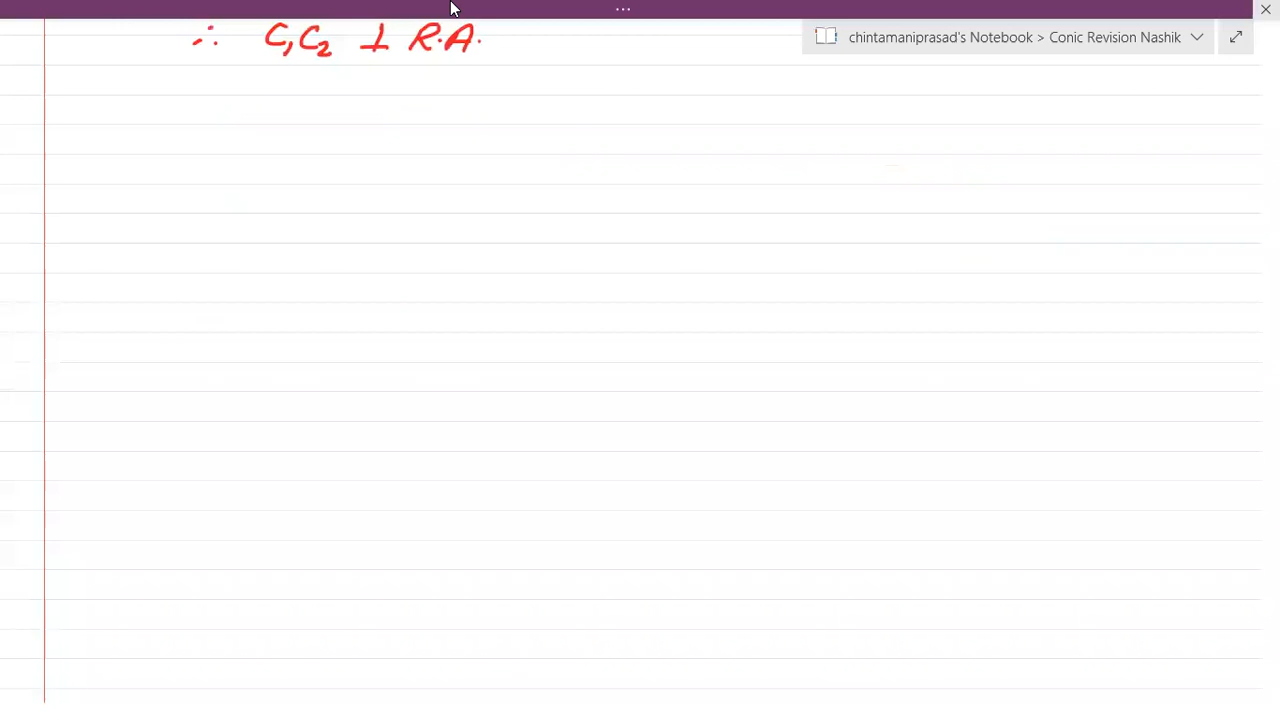 ∴ C₁C₂ ⊥ R.A.
chintamaniprasad's Notebook > Conic Revision Nashik